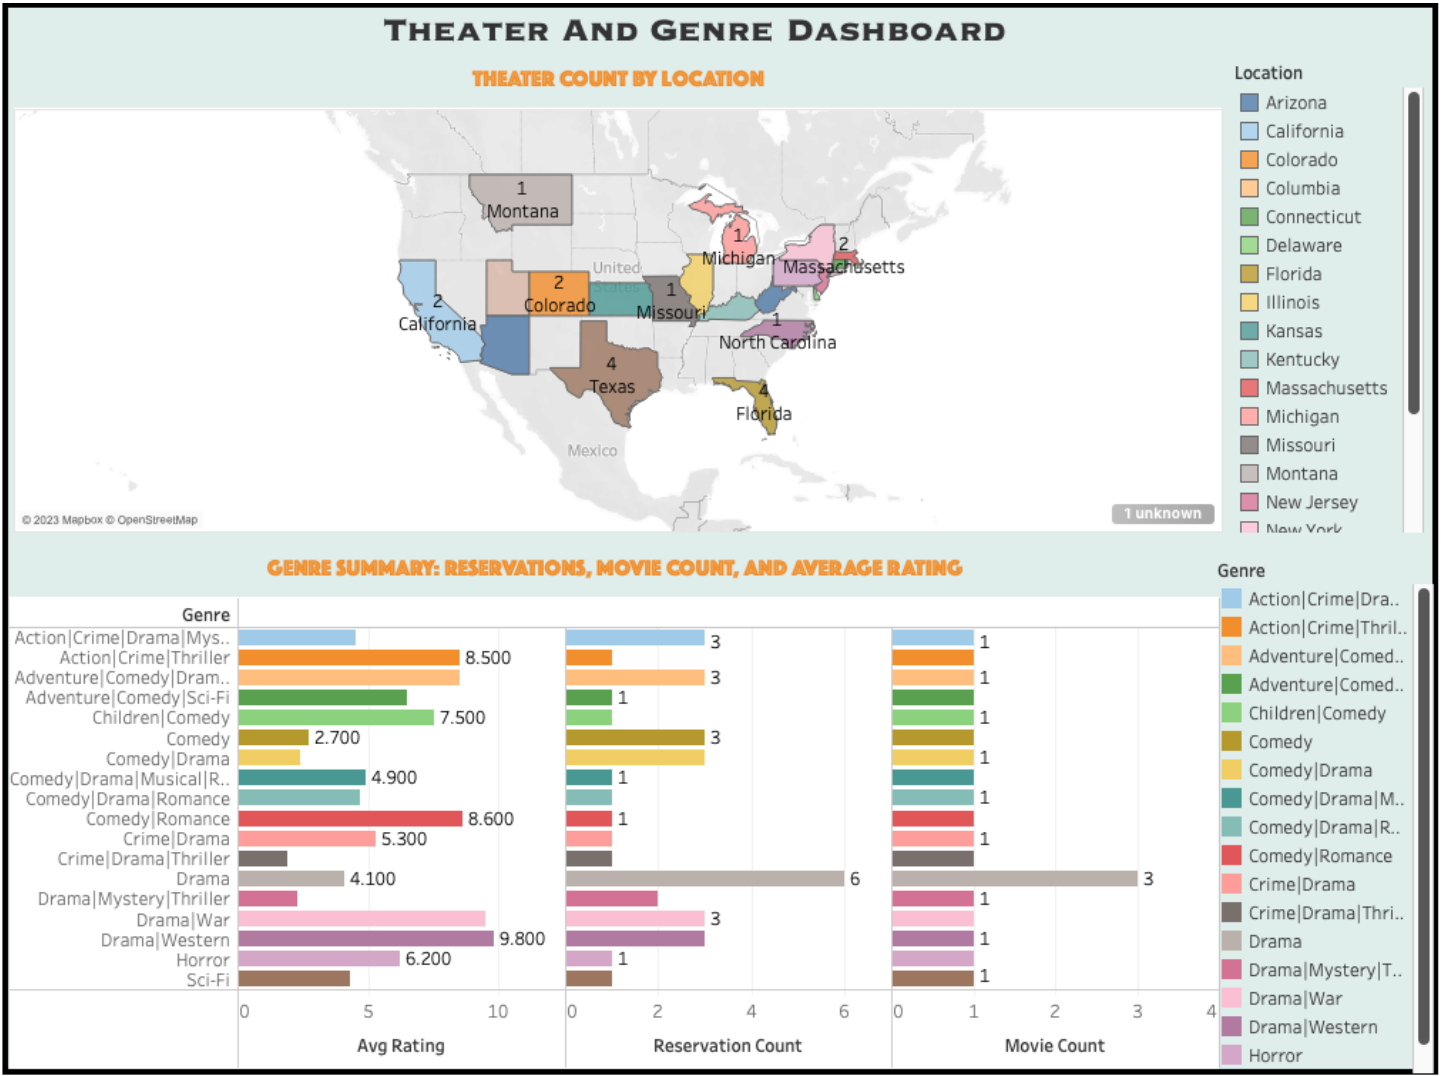 Theater And Genre Dashboard
THEATER COUNT BY LOCATION
Location
Arizona
California
Colorado
Columbia
Connecticut
Delaware
Florida
Illinois
Kansas
Kentucky
Massachusetts
Michigan
Missouri
Montana
New Jersey
New York
1
Montana
1
Michigan
2
Massachusetts
United
States
2
California
2
Colorado
1
Missouri
1
North Carolina
4
Texas
4
Florida
Mexico
© 2023 Mapbox © OpenStreetMap
1 unknown
GENRE SUMMARY: RESERVATIONS, MOVIE COUNT, AND AVERAGE RATING
Genre
Action|Crime|Drama|Mys.. 3 1
Action|Crime|Thriller 8.500
Adventure|Comedy|Dram.. 3 1
Adventure|Comedy|Sci-Fi 1
Children|Comedy 7.500 1
Comedy 2.700 3
Comedy|Drama 1
Comedy|Drama|Musical|R.. 4.900 1
Comedy|Drama|Romance 1
Comedy|Romance 8.600 1
Crime|Drama 5.300 1
Crime|Drama|Thriller
Drama 4.100 6 3
Drama|Mystery|Thriller 1
Drama|War 3
Drama|Western 9.800 1
Horror 6.200 1
Sci-Fi 1
0 5 10 0 2 4 6 0 1 2 3 4
Avg Rating Reservation Count Movie Count
Genre
Action|Crime|Dra..
Action|Crime|Thril..
Adventure|Comed..
Adventure|Comed..
Children|Comedy
Comedy
Comedy|Drama
Comedy|Drama|M..
Comedy|Drama|R..
Comedy|Romance
Crime|Drama
Crime|Drama|Thri..
Drama
Drama|Mystery|T..
Drama|War
Drama|Western
Horror